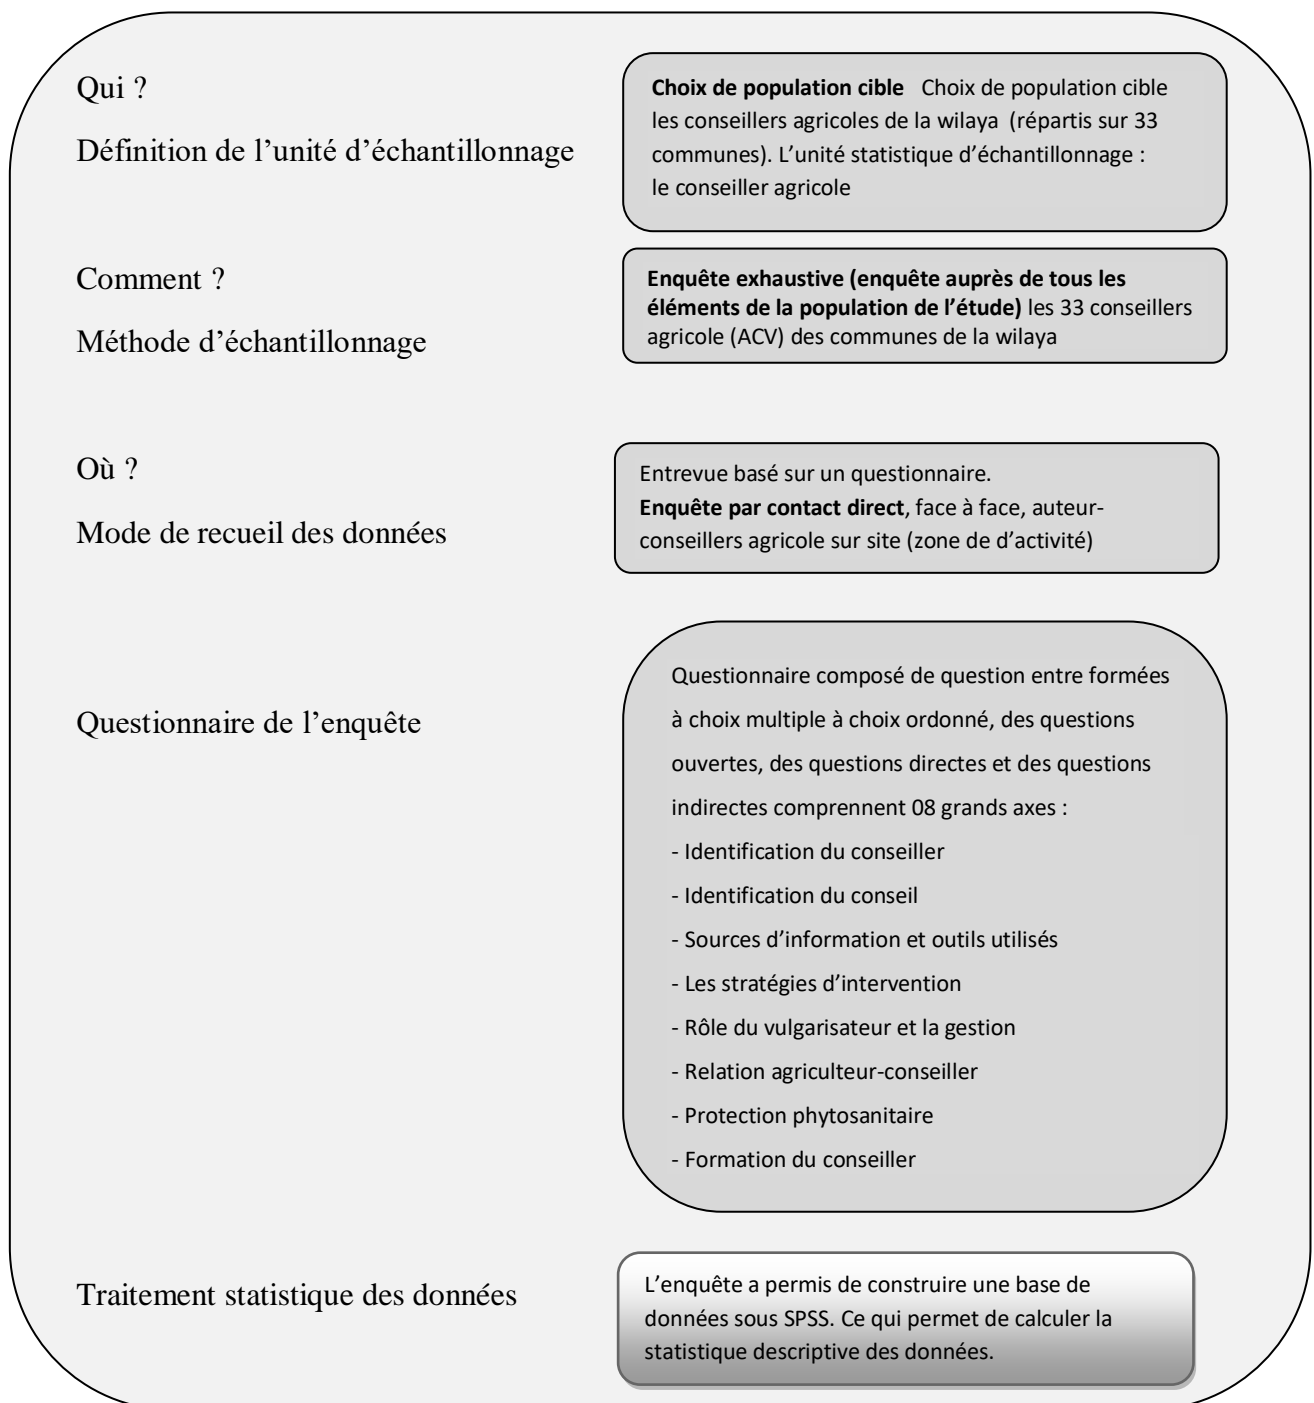 Qui ?
Définition de l’unité d’échantillonnage
Choix de population cible   Choix de population cible
les conseillers agricoles de la wilaya  (répartis sur 33
communes). L’unité statistique d’échantillonnage :
le conseiller agricole
Comment ?
Méthode d’échantillonnage
Enquête exhaustive (enquête auprès de tous les
éléments de la population de l’étude) les 33 conseillers
agricole (ACV) des communes de la wilaya
Où ?
Mode de recueil des données
Entrevue basé sur un questionnaire.
Enquête par contact direct, face à face, auteur-
conseillers agricole sur site (zone de d’activité)
Questionnaire de l’enquête
Questionnaire composé de question entre formées
à choix multiple à choix ordonné, des questions
ouvertes, des questions directes et des questions
indirectes comprennent 08 grands axes :
- Identification du conseiller
- Identification du conseil
- Sources d’information et outils utilisés
- Les stratégies d’intervention
- Rôle du vulgarisateur et la gestion
- Relation agriculteur-conseiller
- Protection phytosanitaire
- Formation du conseiller
Traitement statistique des données
L’enquête a permis de construire une base de
données sous SPSS. Ce qui permet de calculer la
statistique descriptive des données.